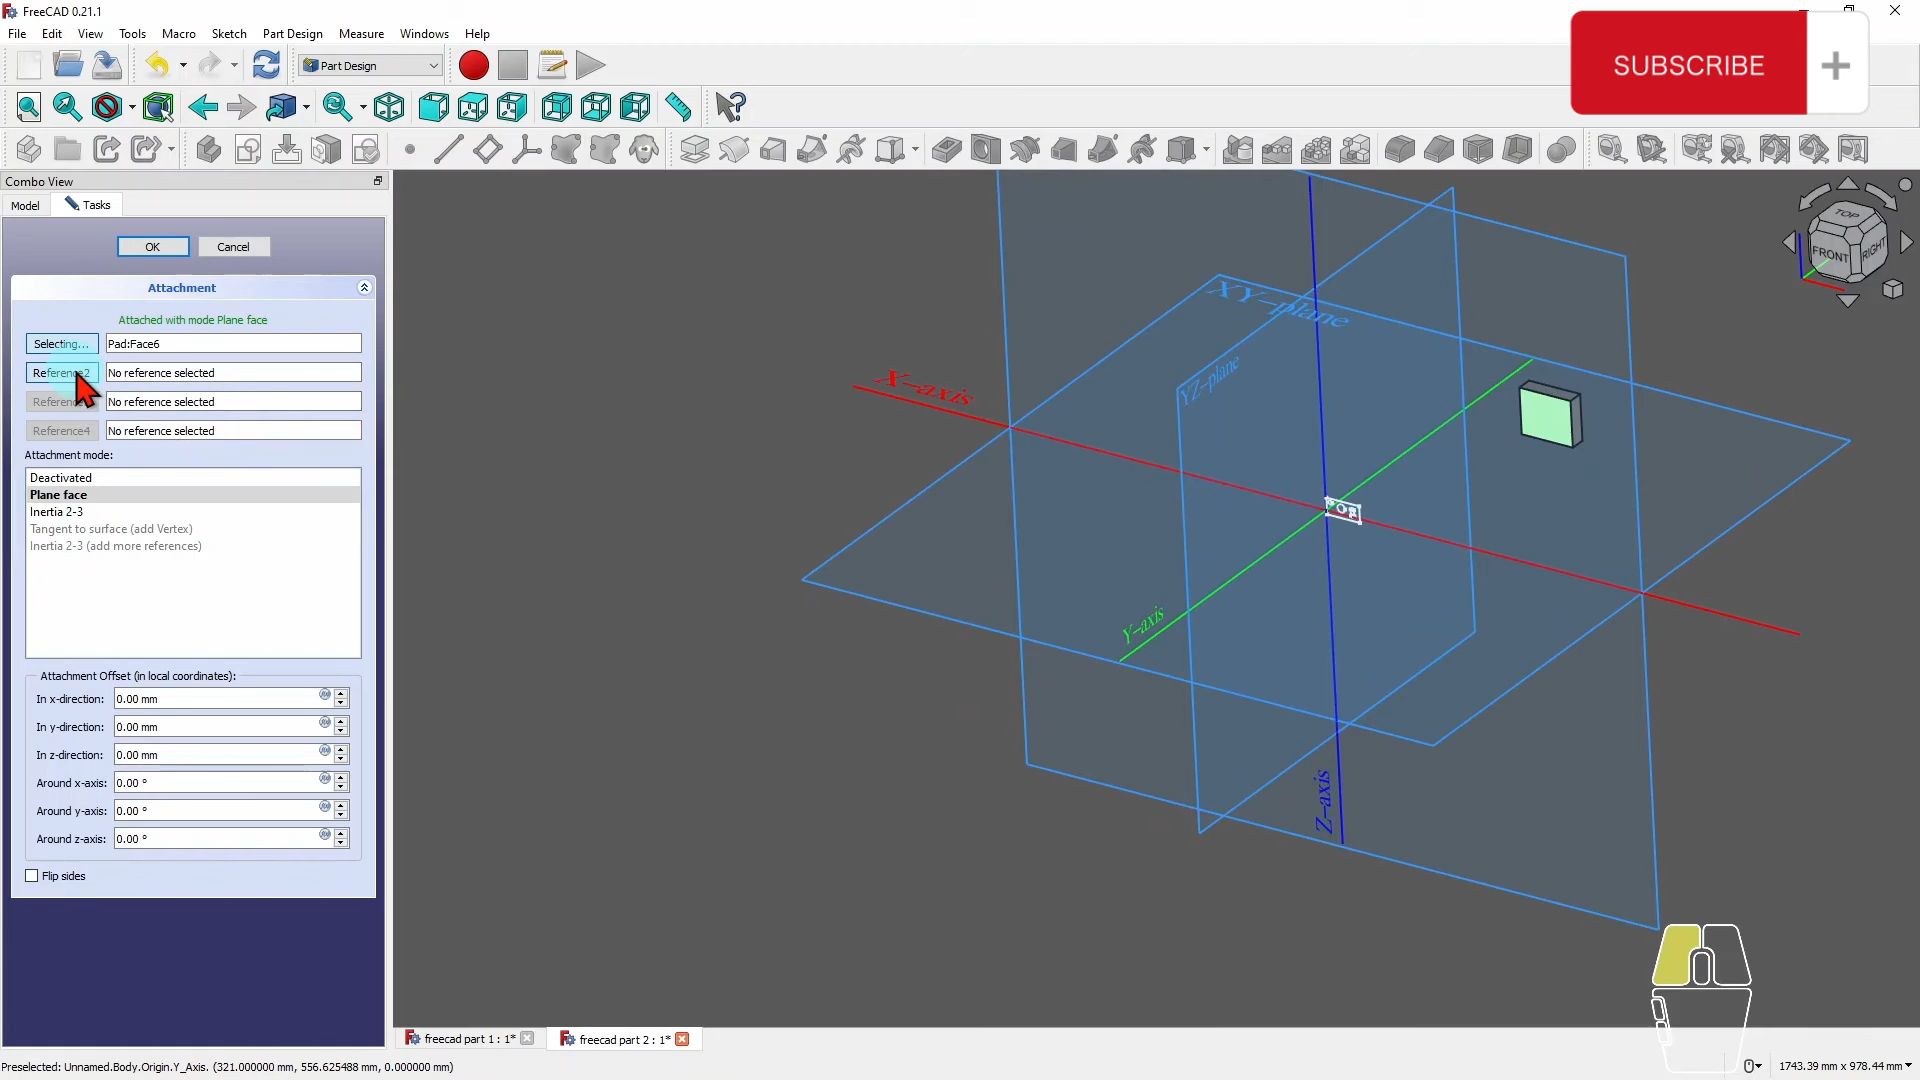 FreeCAD 0.21.1
File Edit View Tools Macro Sketch Part Design Measure Windows Help
Part Design
SUBSCRIBE
Combo View
Model Tasks
OK Cancel
Attachment
Attached with mode Plane face
Selecting... Pad:Face6
Reference2 No reference selected
No reference selected
Reference4 No reference selected
Attachment mode:
Deactivated
Plane face
Inertia 2-3
Tangent to surface (add Vertex)
Inertia 2-3 (add more references)
Attachment Offset (in local coordinates):
In x-direction: 0.00 mm
In y-direction: 0.00 mm
In z-direction: 0.00 mm
Around x-axis: 0.00 °
Around y-axis: 0.00 °
Around z-axis: 0.00 °
Flip sides
TOP
FRONT RIGHT
XY-plane
YZ-plane
X-axis
Y-axis
Z-axis
freecad part 1 : 1* freecad part 2 : 1*
Preselected: Unnamed.Body.Origin.Y_Axis. (321.000000 mm, 556.625488 mm, 0.000000 mm)
1743.39 mm x 978.44 mm